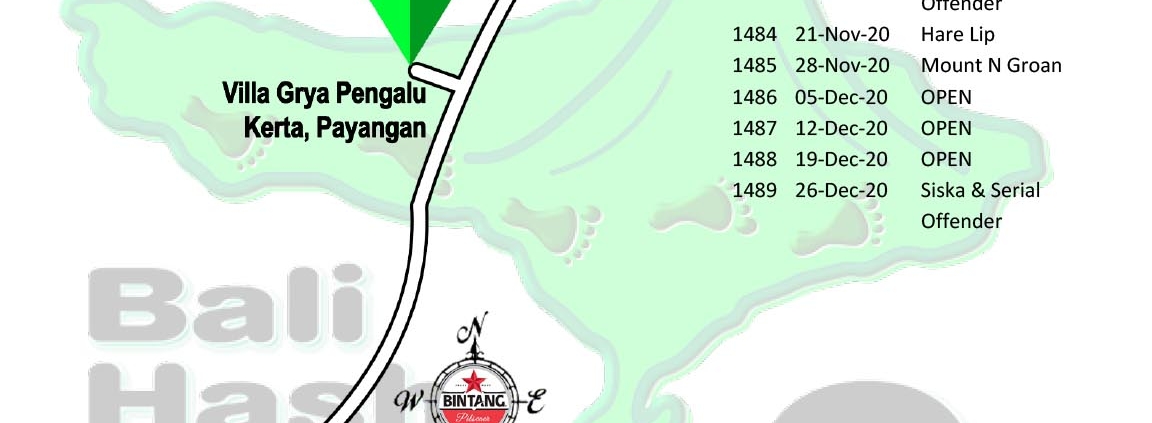 Offender
1484 21-Nov-20 Hare Lip
1485 28-Nov-20 Mount N Groan
1486 05-Dec-20 OPEN
1487 12-Dec-20 OPEN
1488 19-Dec-20 OPEN
1489 26-Dec-20 Siska & Serial
Offender
Villa Grya Pengalu
Kerta, Payangan
Bali
Hash
N
W BINTANG E
Pilsener